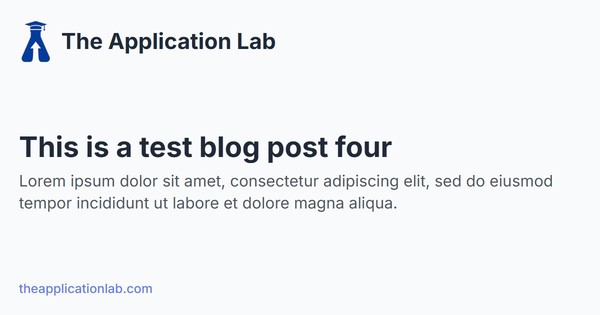 The Application Lab
This is a test blog post four
Lorem ipsum dolor sit amet, consectetur adipiscing elit, sed do eiusmod
tempor incididunt ut labore et dolore magna aliqua.
theapplicationlab.com